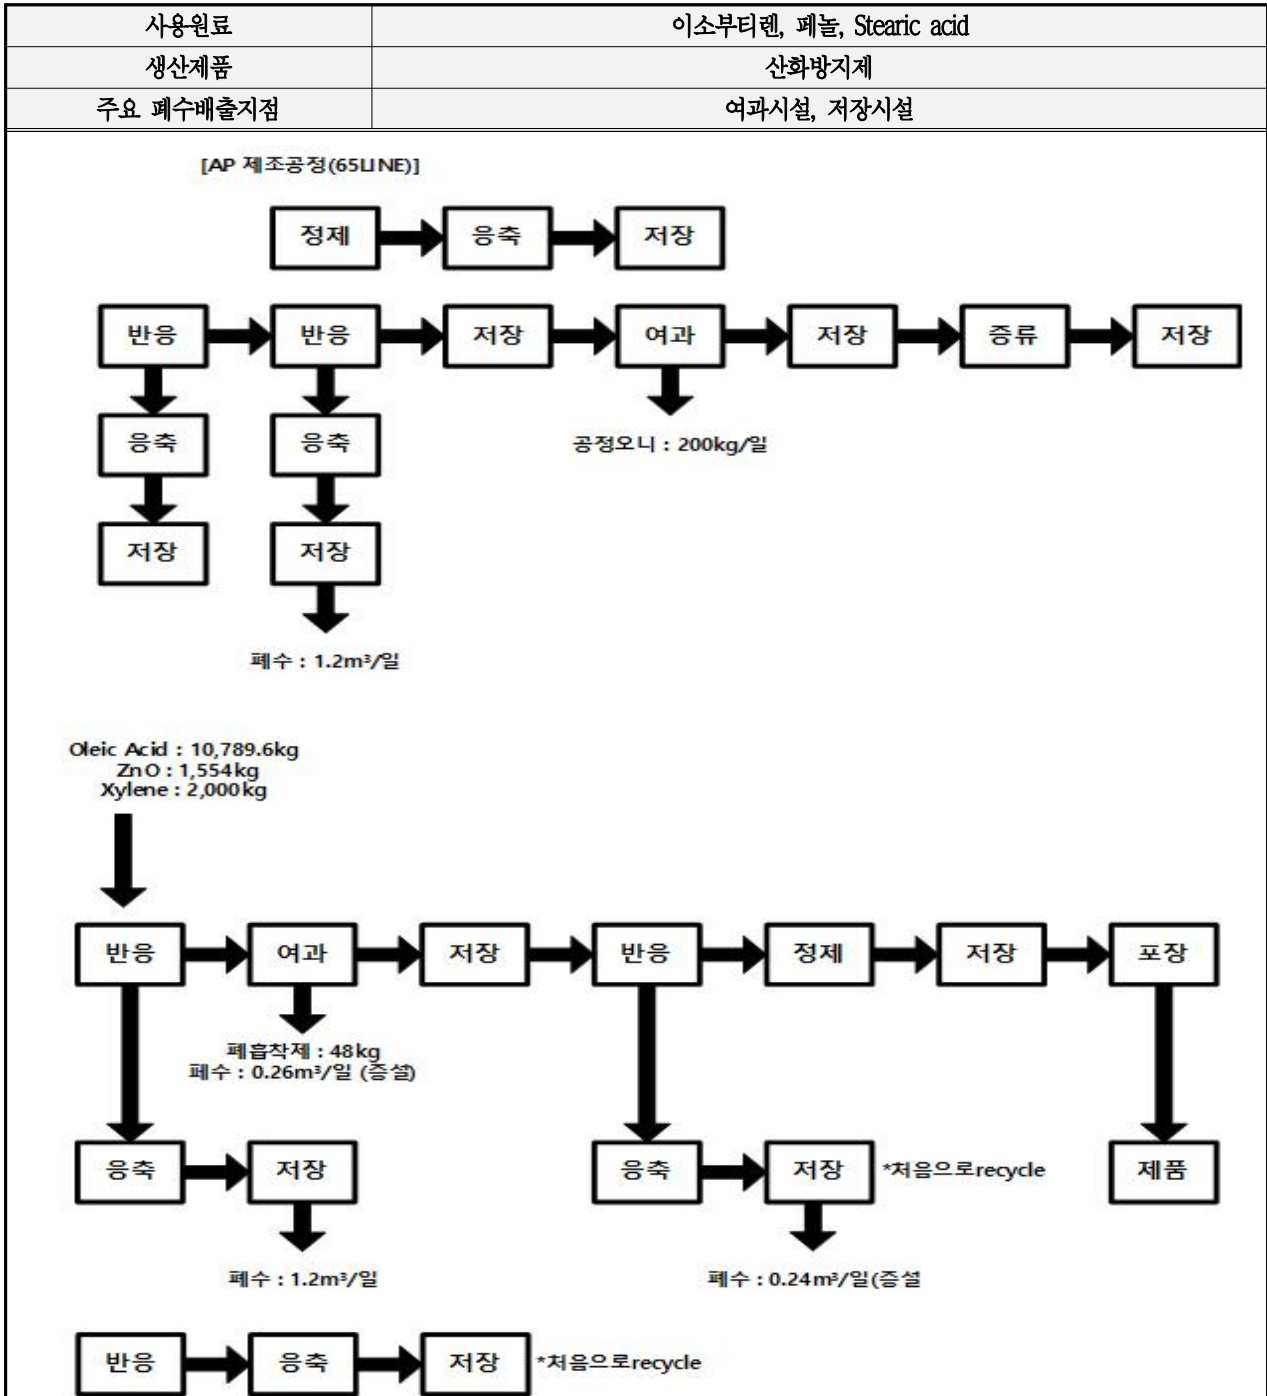 사용원료 이소부티렌, 페놀, Stearic acid
생산제품 산화방지제
주요 폐수배출지점 여과시설, 저장시설
[AP 제조공정(65LINE)]
정제 응축 저장
반응 반응 저장 여과 저장 증류 저장
응축 응축
공정오니 : 200kg/일
저장 저장
폐수 : 1.2m³/일
Oleic Acid : 10,789.6kg
ZnO : 1,554kg
Xylene : 2,000kg
반응 여과 저장 반응 정제 저장 포장
폐흡착제 : 48kg
폐수 : 0.26m³/일 (증설)
응축 저장 응축 저장 *처음으로recycle 제품
폐수 : 1.2m³/일 폐수 : 0.24m³/일(증설
반응 응축 저장 *처음으로recycle